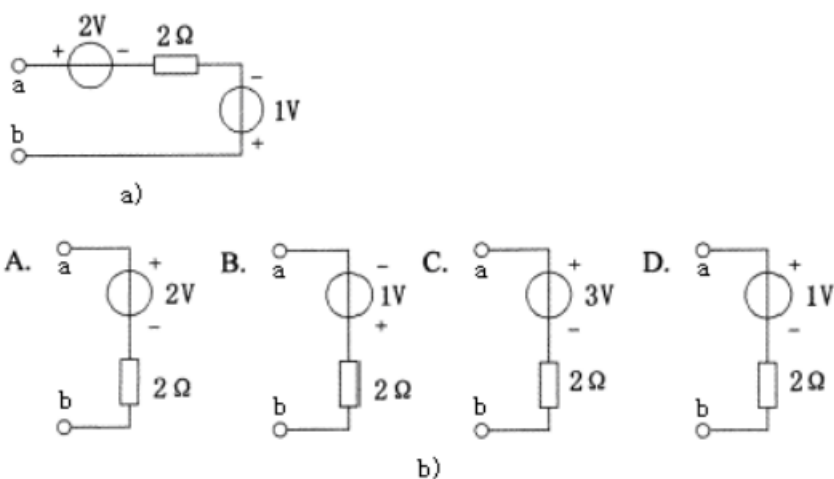 2V
2Ω
+ -
a
-
1V
b
+
a)
A. a + 2V - 2Ω b
B. a - 1V + 2Ω b
C. a + 3V - 2Ω b
D. a + 1V - 2Ω b
b)